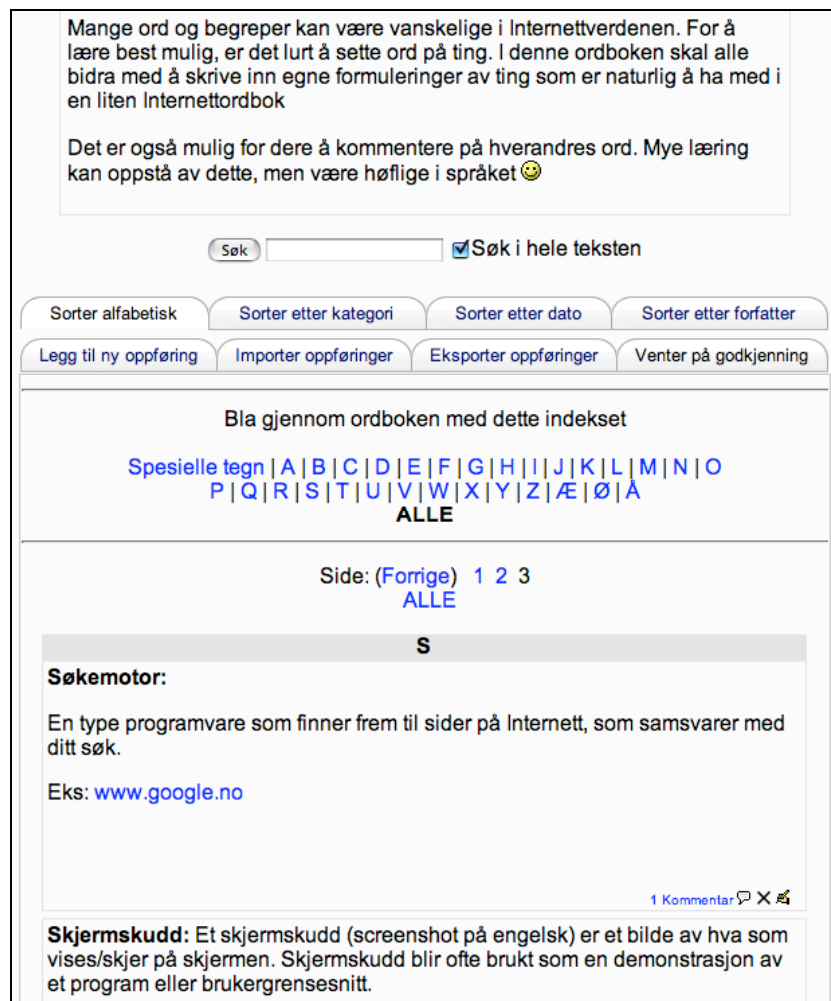 Mange ord og begreper kan være vanskelige i Internettverdenen. For å
lære best mulig, er det lurt å sette ord på ting. I denne ordboken skal alle
bidra med å skrive inn egne formuleringer av ting som er naturlig å ha med i
en liten Internettordbok
Det er også mulig for dere å kommentere på hverandres ord. Mye læring
kan oppstå av dette, men være høflige i språket
Søk Søk i hele teksten
Sorter alfabetisk Sorter etter kategori Sorter etter dato Sorter etter forfatter
Legg til ny oppføring Importer oppføringer Eksporter oppføringer Venter på godkjenning
Bla gjennom ordboken med dette indekset
Spesielle tegn | A | B | C | D | E | F | G | H | I | J | K | L | M | N | O
P | Q | R | S | T | U | V | W | X | Y | Z | Æ | Ø | Å
ALLE
Side: (Forrige) 1 2 3
ALLE
S
Søkemotor:
En type programvare som finner frem til sider på Internett, som samsvarer med
ditt søk.
Eks: www.google.no
1 Kommentar
Skjermskudd: Et skjermskudd (screenshot på engelsk) er et bilde av hva som
vises/skjer på skjermen. Skjermskudd blir ofte brukt som en demonstrasjon av
et program eller brukergrensesnitt.